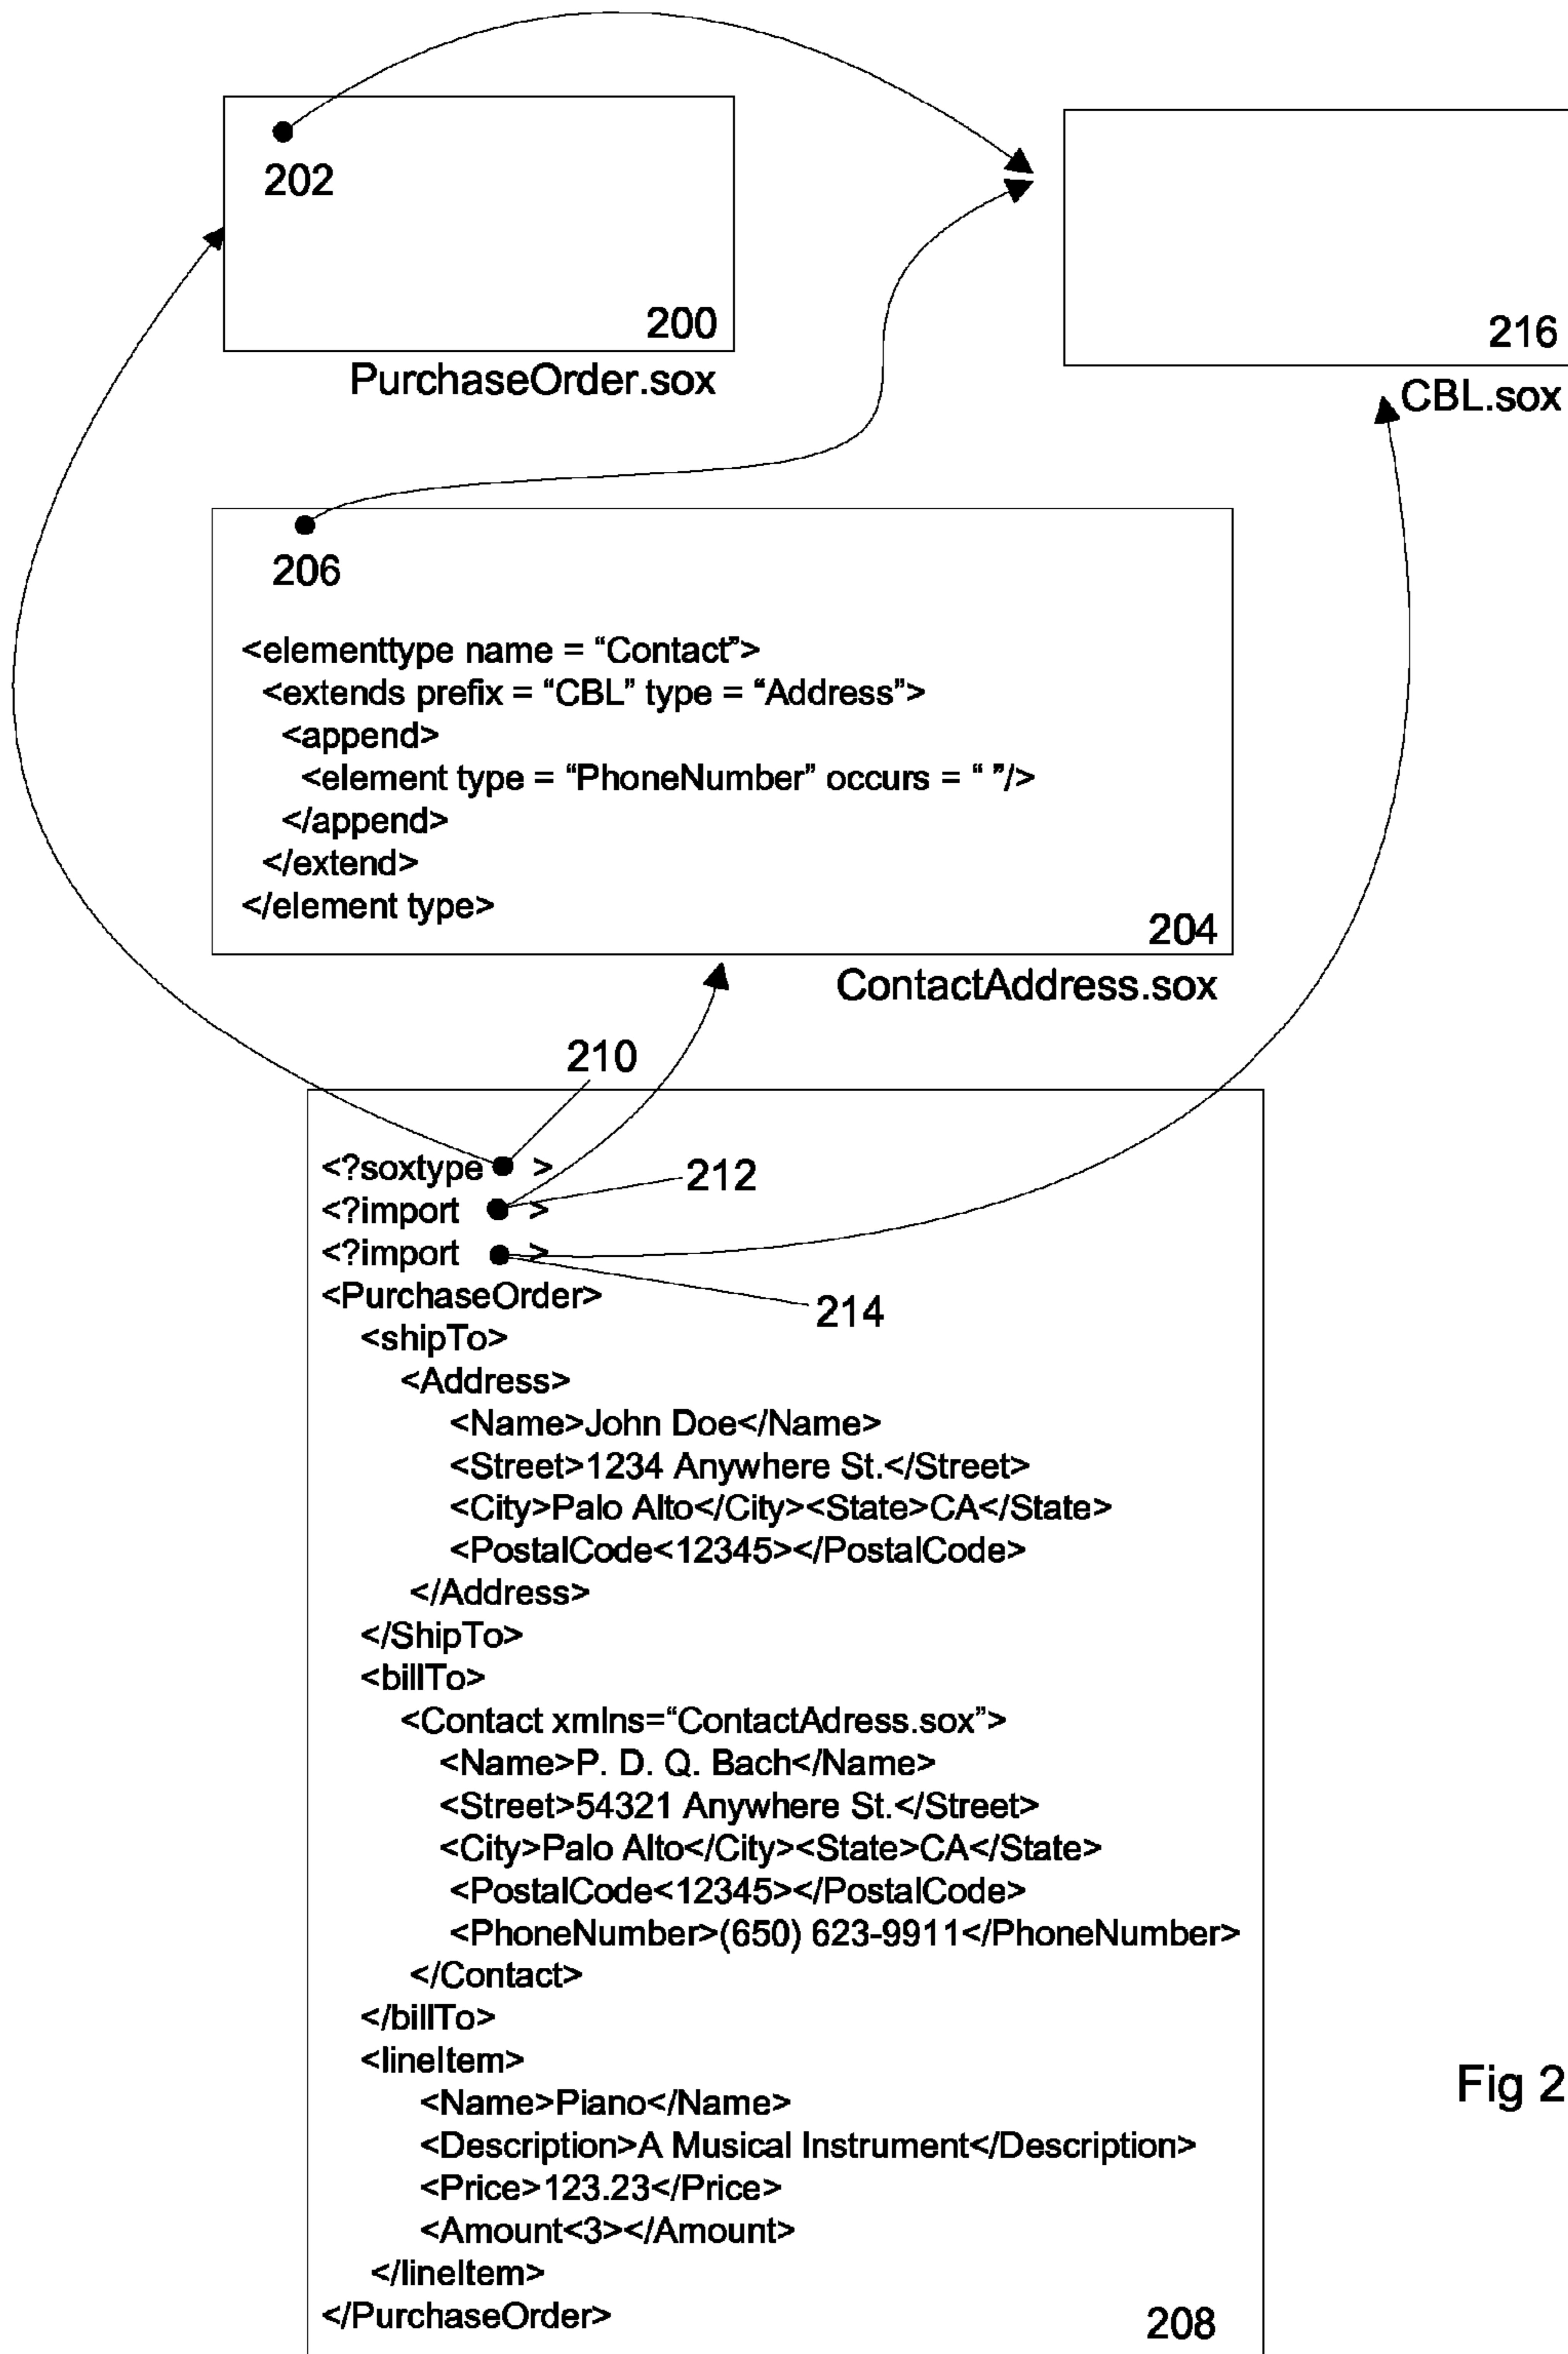 202
200
PurchaseOrder.sox
216
CBL.sox
206
<elementtype name = “Contact”>
<extends prefix = “CBL” type = “Address”>
<append>
<element type = “PhoneNumber” occurs = “ ”/>
</append>
</extend>
</element type>
204
ContactAddress.sox
210
<?soxtype >
<?import >
212
<?import >
<PurchaseOrder>
214
<shipTo>
<Address>
<Name>John Doe</Name>
<Street>1234 Anywhere St.</Street>
<City>Palo Alto</City><State>CA</State>
<PostalCode<12345></PostalCode>
</Address>
</ShipTo>
<billTo>
<Contact xmlns=“ContactAdress.sox”>
<Name>P. D. Q. Bach</Name>
<Street>54321 Anywhere St.</Street>
<City>Palo Alto</City><State>CA</State>
<PostalCode<12345></PostalCode>
<PhoneNumber>(650) 623-9911</PhoneNumber>
</Contact>
</billTo>
<lineItem>
<Name>Piano</Name>
<Description>A Musical Instrument</Description>
<Price>123.23</Price>
<Amount<3></Amount>
</lineItem>
</PurchaseOrder>
208
Fig 2